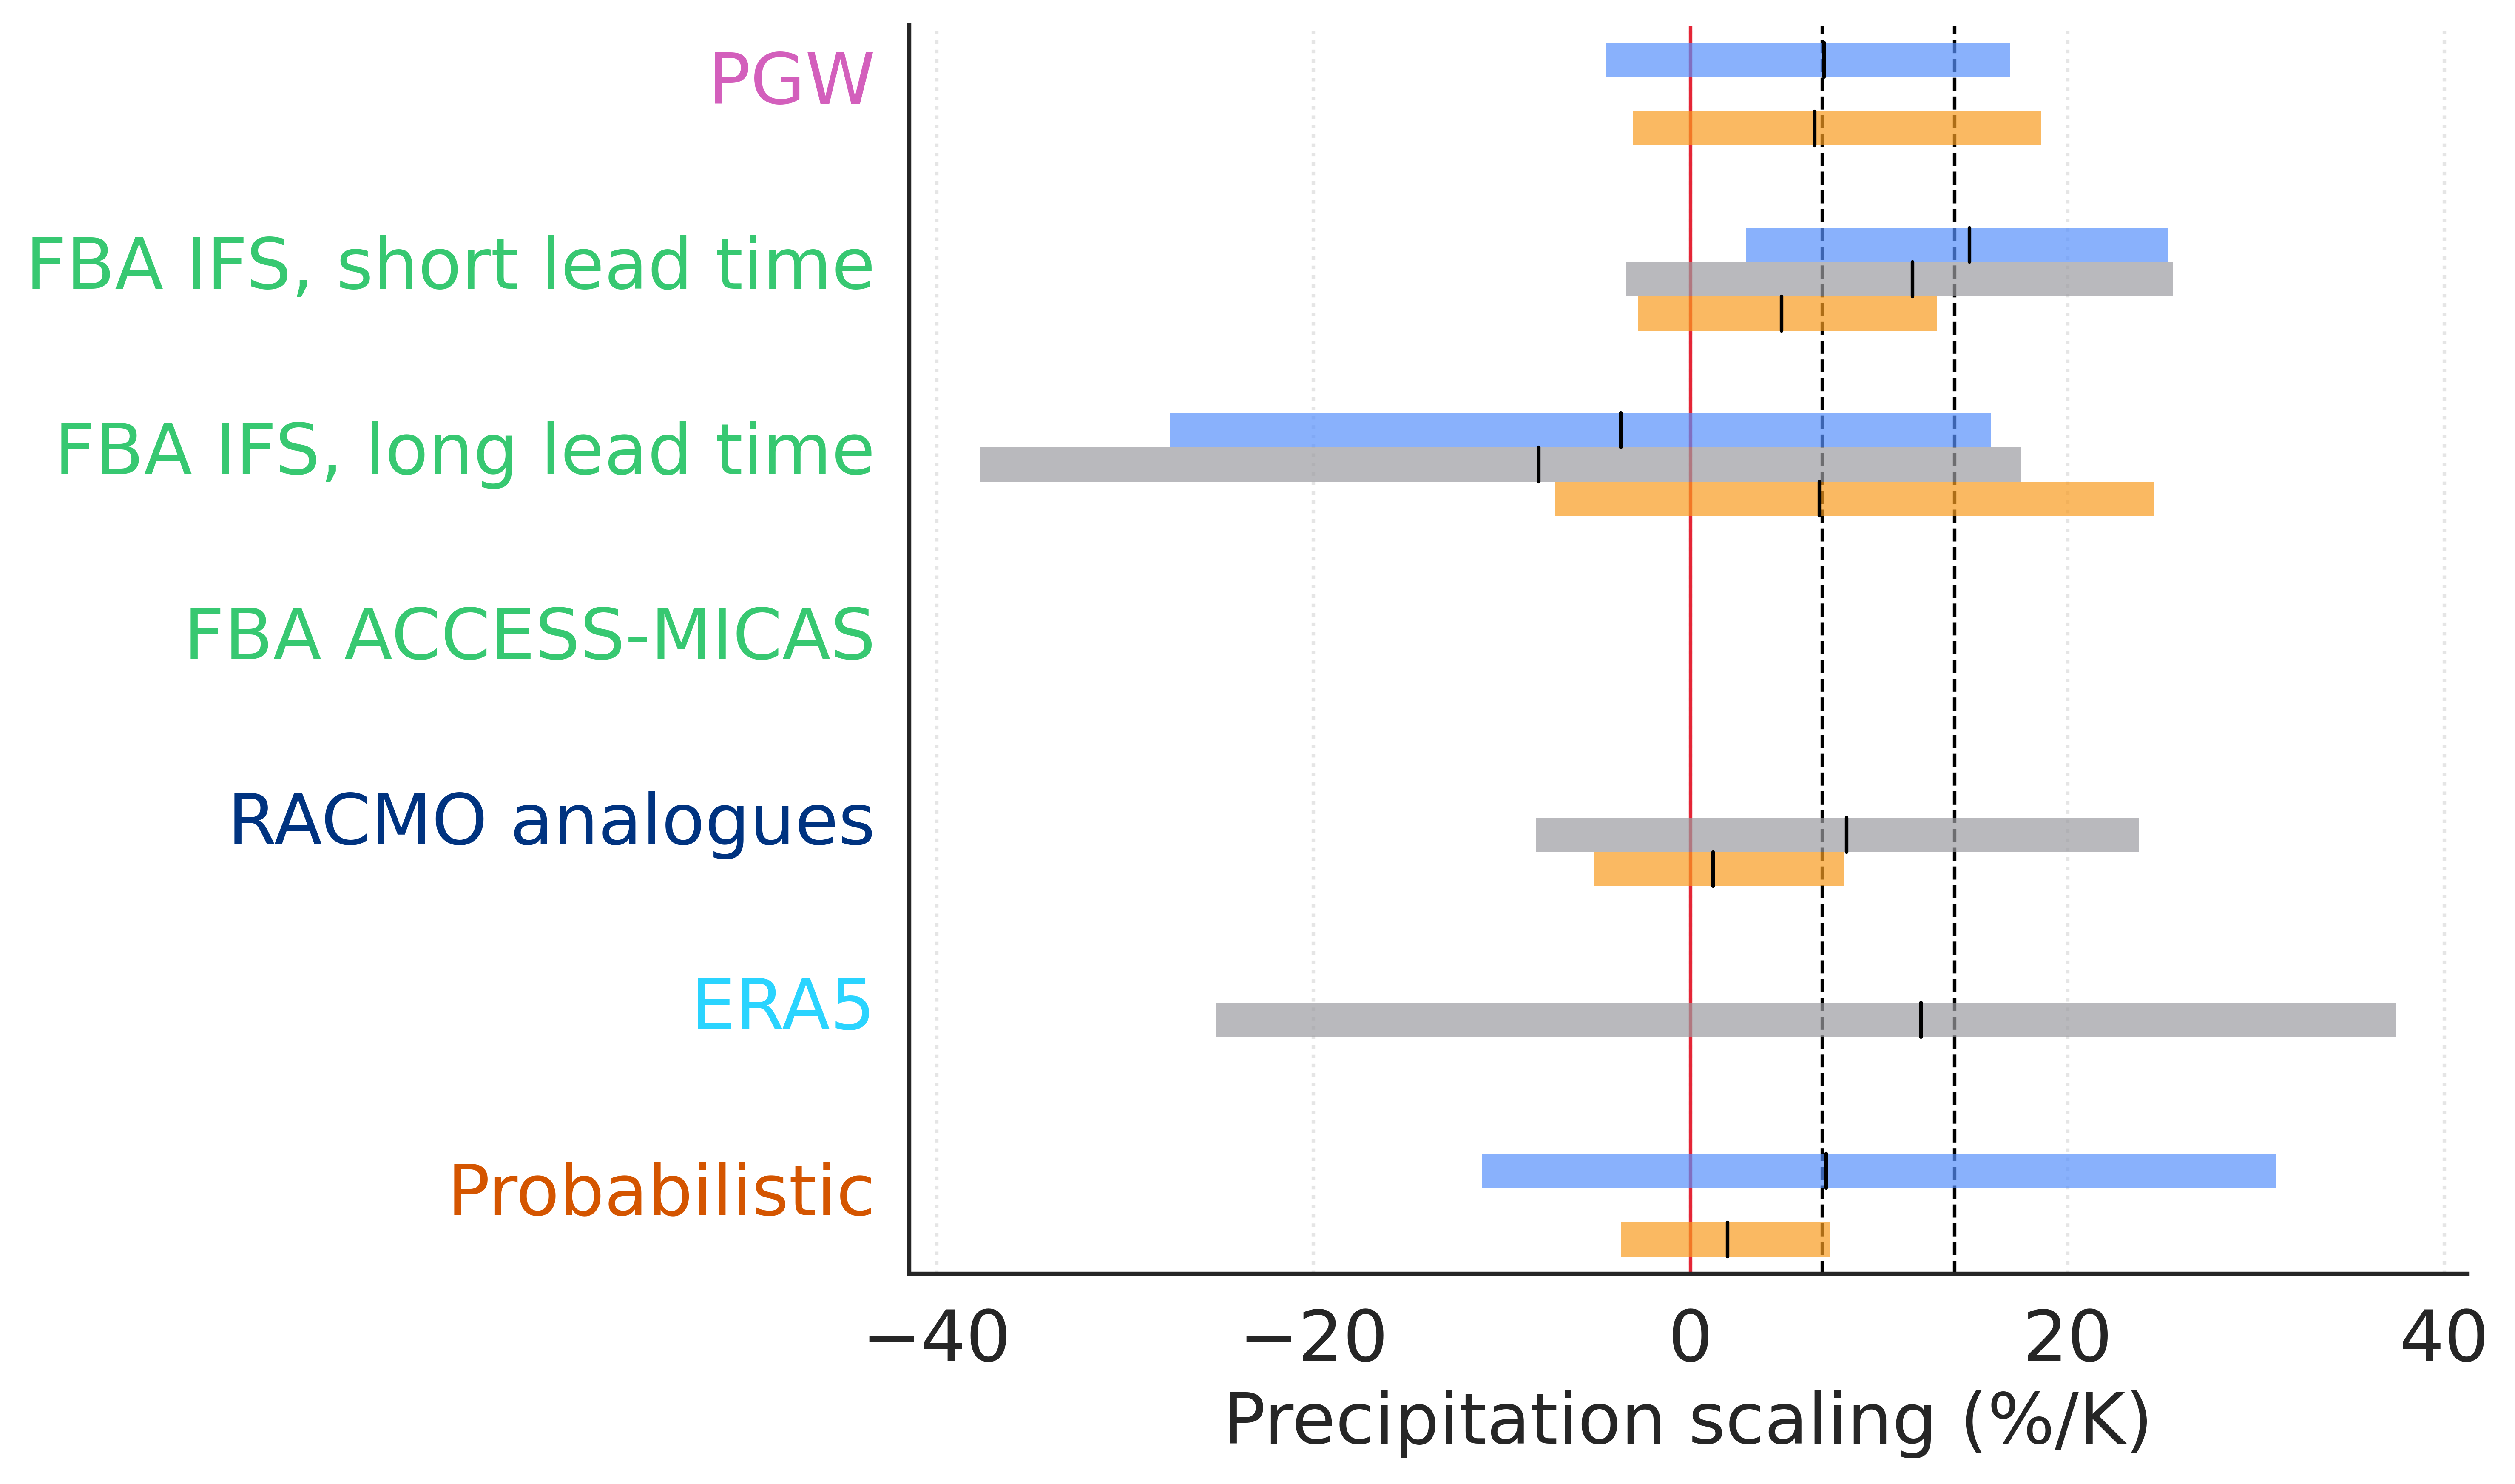 PGW
FBA IFS, short lead time
FBA IFS, long lead time
FBA ACCESS-MICAS
RACMO analogues
ERA5
Probabilistic
−40 −20 0 20 40
Precipitation scaling (%/K)